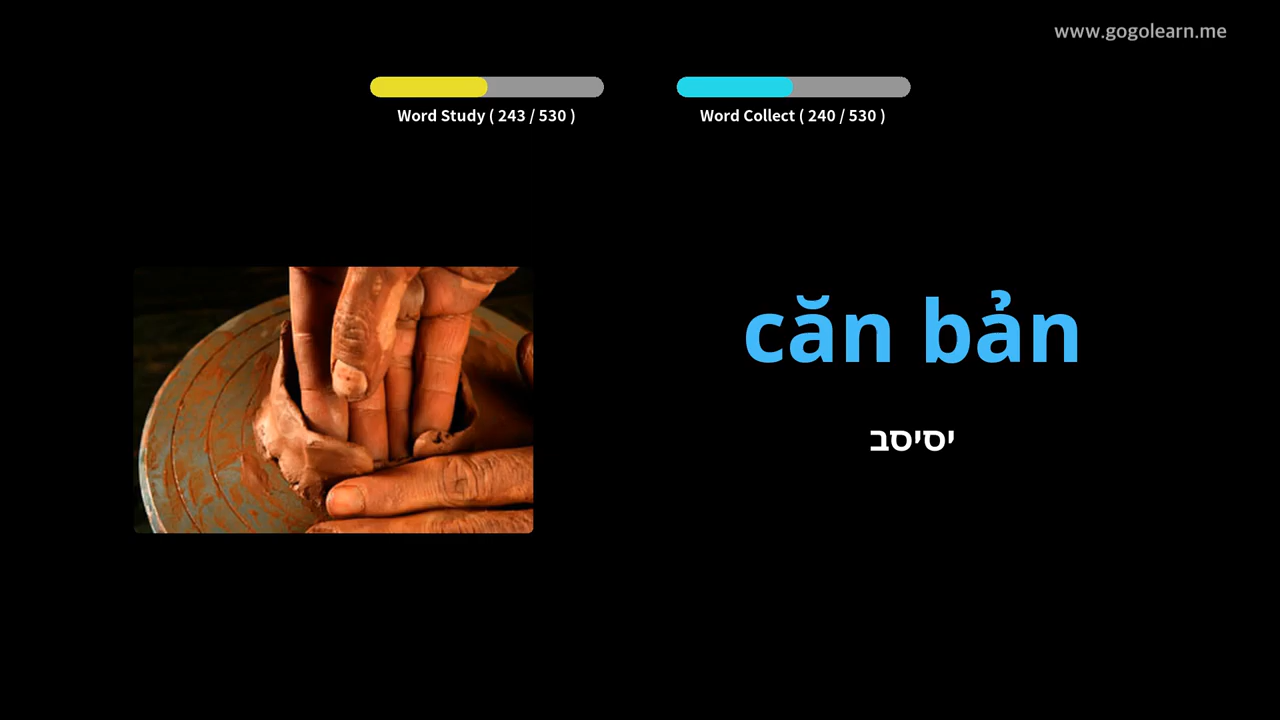 www.gogolearn.me
Word Study ( 243 / 530 )
Word Collect ( 240 / 530 )
căn bản
יסיסב